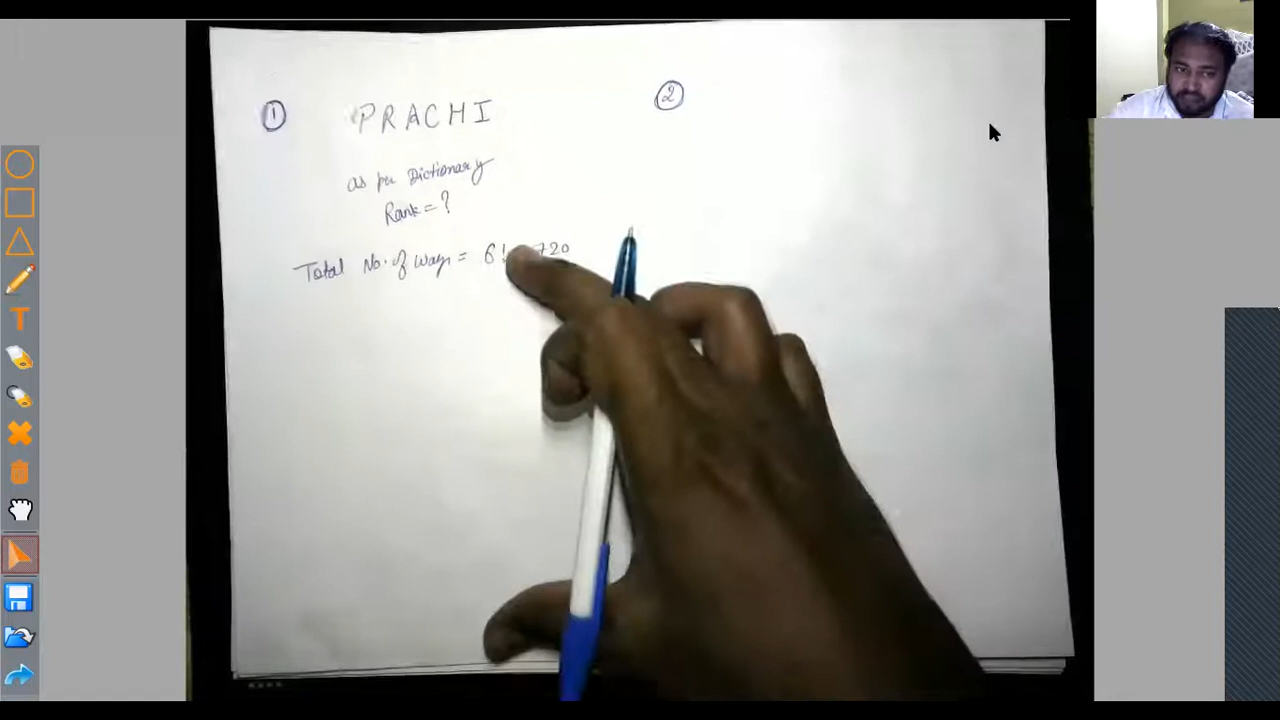 ① PRACHI
as per Dictionary
Rank = ?
Total No. of ways = 6! 720
②
T